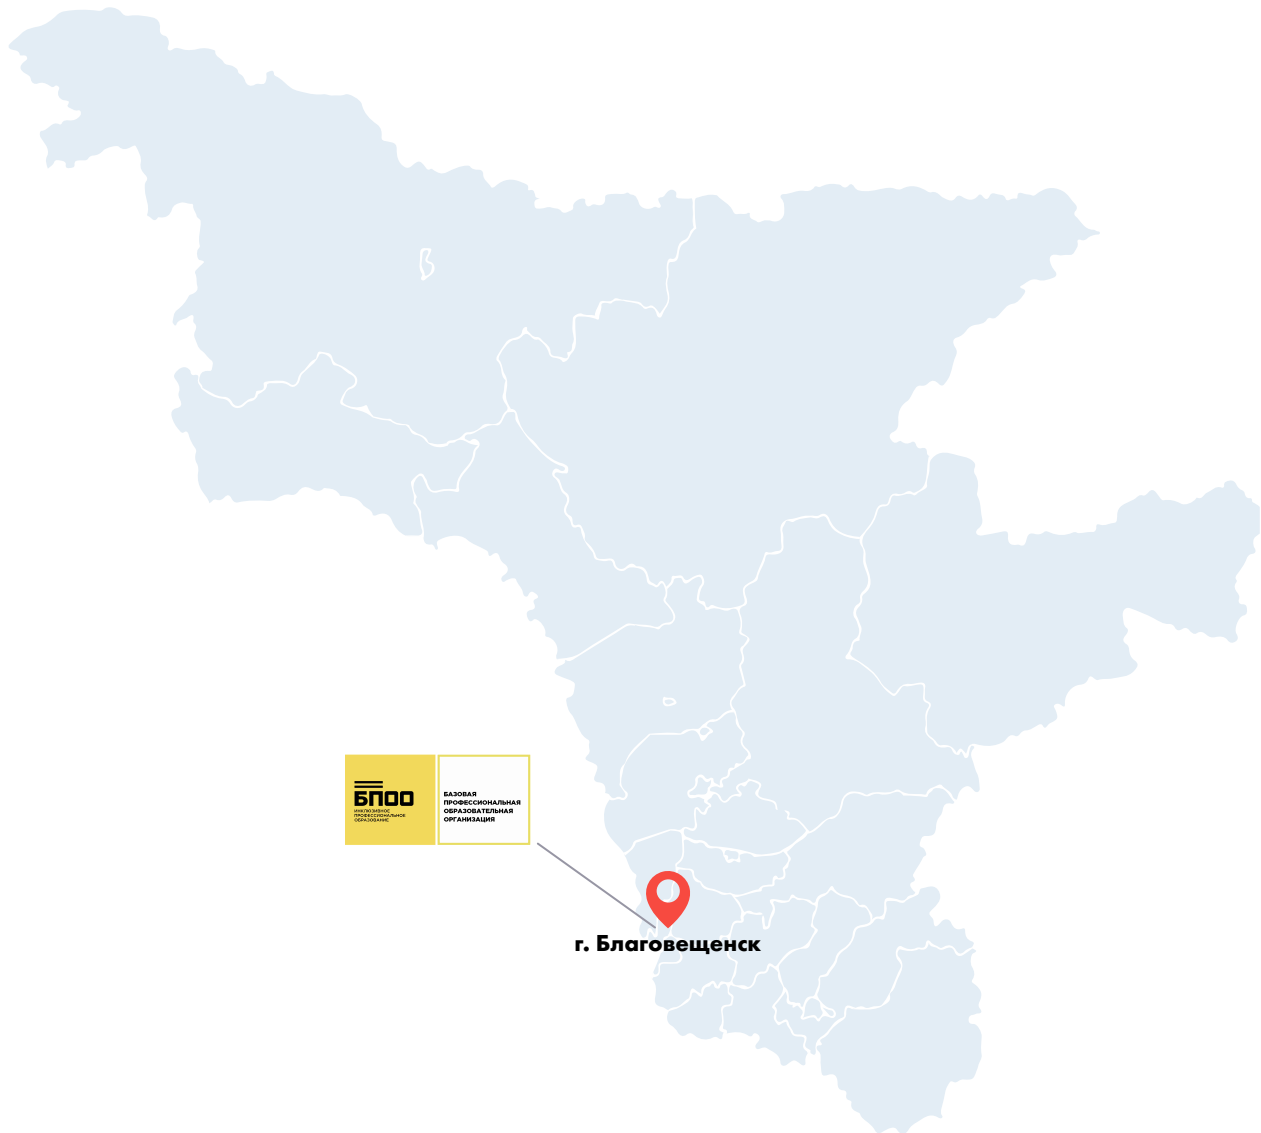 БПОО
ИНКЛЮЗИВНОЕ
ПРОФЕССИОНАЛЬНОЕ
ОБРАЗОВАНИЕ
БАЗОВАЯ
ПРОФЕССИОНАЛЬНАЯ
ОБРАЗОВАТЕЛЬНАЯ
ОРГАНИЗАЦИЯ
г. Благовещенск